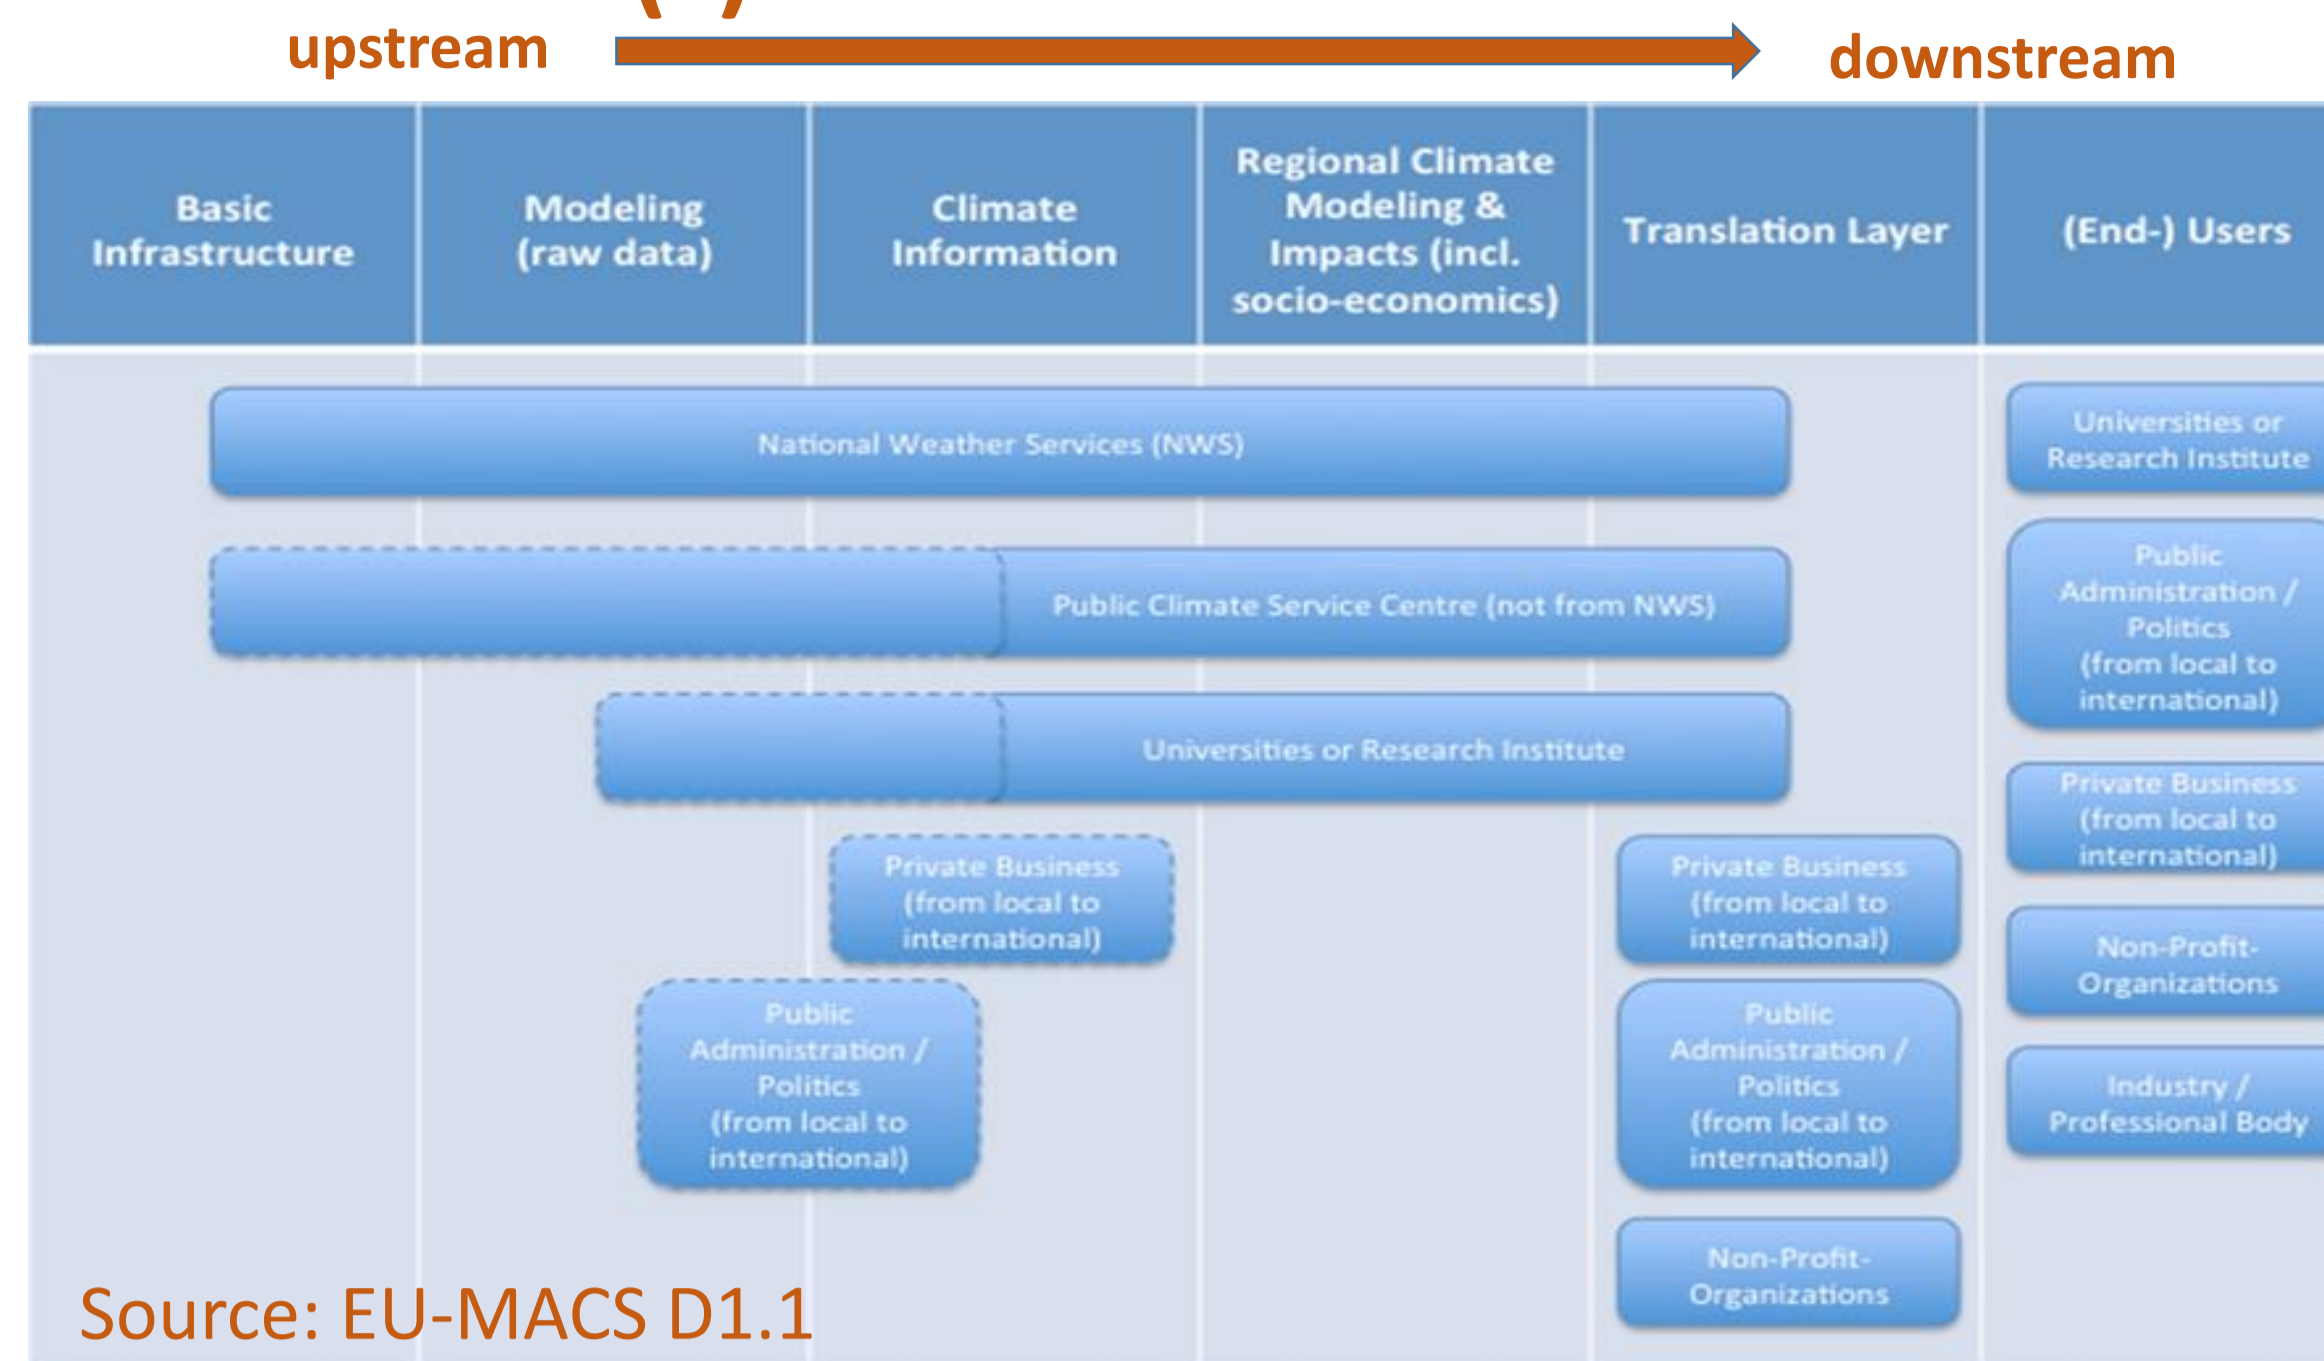 upstream
downstream
Basic
Infrastructure
Modeling
(raw data)
Climate
Information
Regional Climate
Modeling &
Impacts (incl.
socio-economics)
Translation Layer
(End-) Users
National Weather Services (NWS)
Public Climate Service Centre (not from NWS)
Universities or Research Institute
Private Business
(from local to
international)
Public
Administration /
Politics
(from local to
international)
Private Business
(from local to
international)
Public
Administration /
Politics
(from local to
international)
Non-Profit-
Organizations
Universities or
Research Institute
Public
Administration /
Politics
(from local to
international)
Private Business
(from local to
international)
Non-Profit-
Organizations
Industry /
Professional Body
Source: EU-MACS D1.1